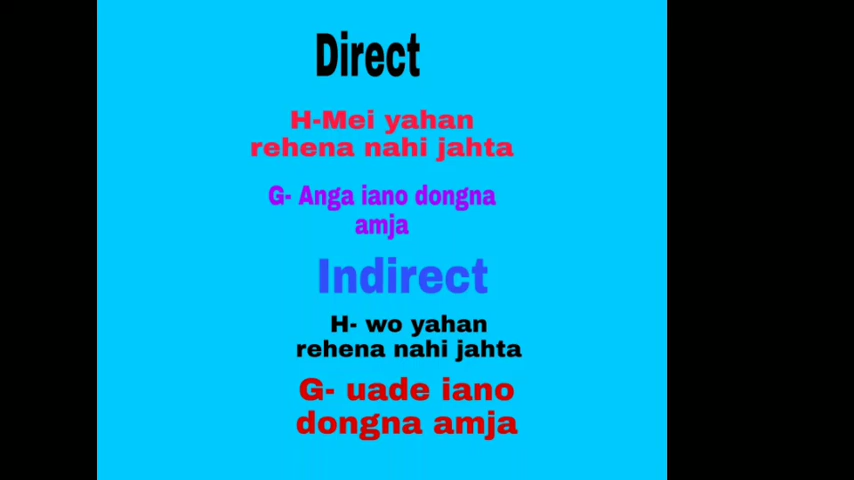 Direct
H-Mei yahan
rehena nahi jahta
G- Anga iano dongna
amja
Indirect
H- wo yahan
rehena nahi jahta
G- uade iano
dongna amja